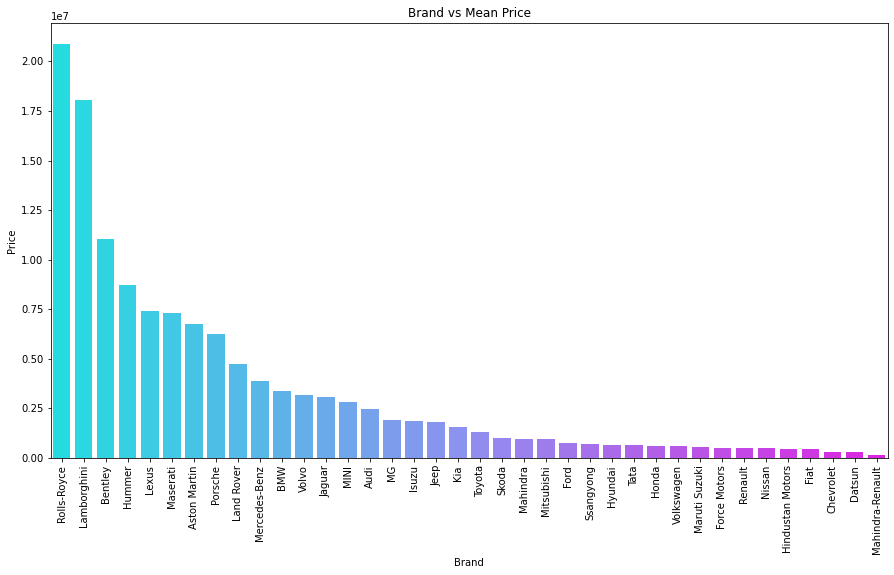 Brand vs Mean Price
1e7
2.00
1.75
1.50
1.25
1.00
0.75
0.50
0.25
0.00
Price
Rolls-Royce
Lamborghini
Bentley
Hummer
Lexus
Maserati
Aston Martin
Porsche
Land Rover
Mercedes-Benz
BMW
Volvo
Jaguar
MINI
Audi
MG
Isuzu
Jeep
Kia
Toyota
Skoda
Mahindra
Mitsubishi
Ford
Ssangyong
Hyundai
Tata
Honda
Volkswagen
Maruti Suzuki
Force Motors
Renault
Nissan
Hindustan Motors
Fiat
Chevrolet
Datsun
Mahindra-Renault
Brand